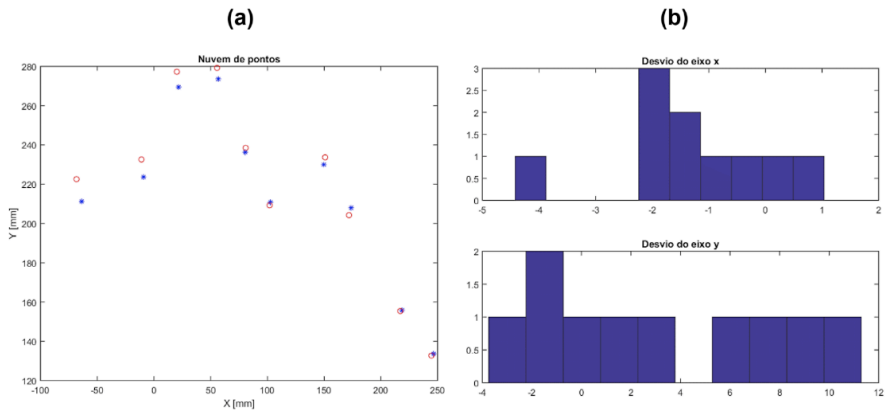 (a)
(b)
Nuvem de pontos
280
260
240
220
200
180
160
140
120
Y [mm]
-100 -50 0 50 100 150 200 250
X [mm]
Desvio do eixo x
3
2.5
2
1.5
1
0.5
0
-5 -4 -3 -2 -1 0 1 2
Desvio do eixo y
2
1.5
1
0.5
0
-4 -2 0 2 4 6 8 10 12